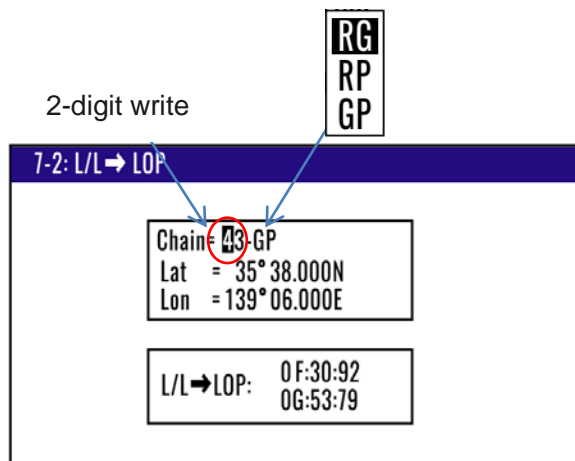 RG
RP
GP
2-digit write
7-2: L/L➔ LOP
Chain= 43-GP
Lat = 35° 38.000N
Lon = 139° 06.000E
L/L➔LOP: 0F:30:92
0G:53:79